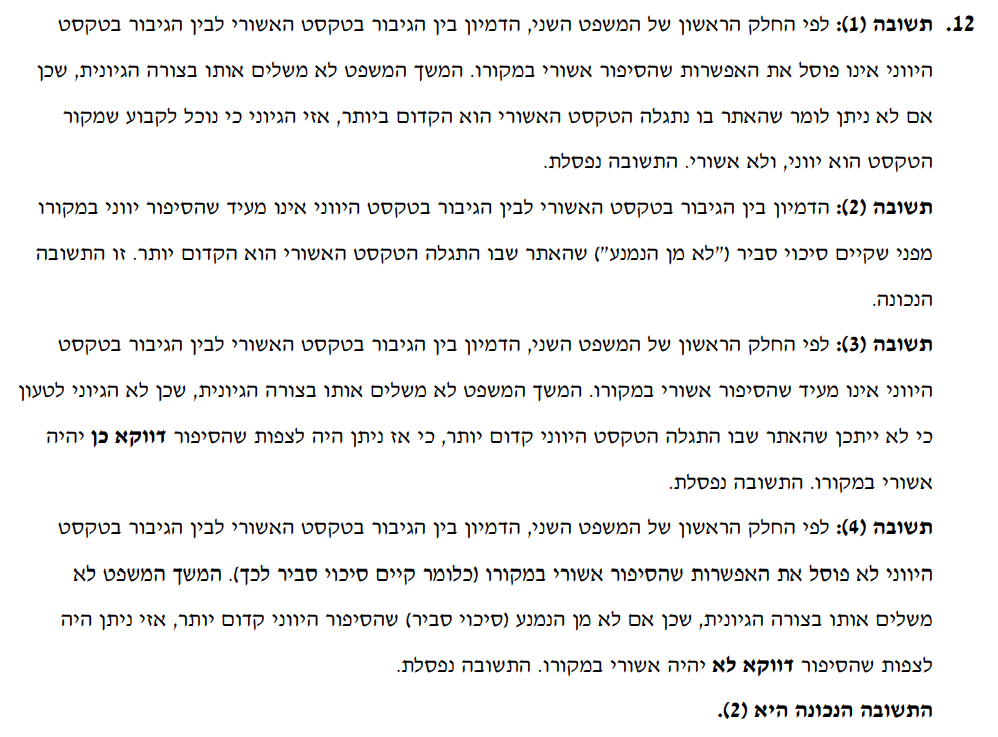 12. תשובה (1): לפי החלק הראשון של המשפט השני, הדמיון בין הגיבור בטקסט האשורי לבין הגיבור בטקסט
היווני אינו פוסל את האפשרות שהסיפור אשורי במקורו. המשך המשפט לא משלים אותו בצורה הגיונית, שכן
אם לא ניתן לומר שהאתר בו נתגלה הטקסט האשורי הוא הקדום ביותר, אזי הגיוני כי נוכל לקבוע שמקור
הטקסט הוא יווני, ולא אשורי. התשובה נפסלת.
תשובה (2): הדמיון בין הגיבור בטקסט האשורי לבין הגיבור בטקסט היווני אינו מעיד שהסיפור יווני במקורו
מפני שקיים סיכוי סביר ("לא מן הנמנע") שהאתר שבו התגלה הטקסט האשורי הוא הקדום יותר. זו התשובה
הנכונה.
תשובה (3): לפי החלק הראשון של המשפט השני, הדמיון בין הגיבור בטקסט האשורי לבין הגיבור בטקסט
היווני אינו מעיד שהסיפור אשורי במקורו. המשך המשפט לא משלים אותו בצורה הגיונית, שכן לא הגיוני לטעון
כי לא ייתכן שהאתר שבו התגלה הטקסט היווני קדום יותר, כי אז ניתן היה לצפות שהסיפור דווקא כן יהיה
אשורי במקורו. התשובה נפסלת.
תשובה (4): לפי החלק הראשון של המשפט השני, הדמיון בין הגיבור בטקסט האשורי לבין הגיבור בטקסט
היווני לא פוסל את האפשרות שהסיפור אשורי במקורו (כלומר קיים סיכוי סביר לכך). המשך המשפט לא
משלים אותו בצורה הגיונית, שכן אם לא מן הנמנע (סיכוי סביר) שהסיפור היווני קדום יותר, אזי ניתן היה
לצפות שהסיפור דווקא לא יהיה אשורי במקורו. התשובה נפסלת.
התשובה הנכונה היא (2).